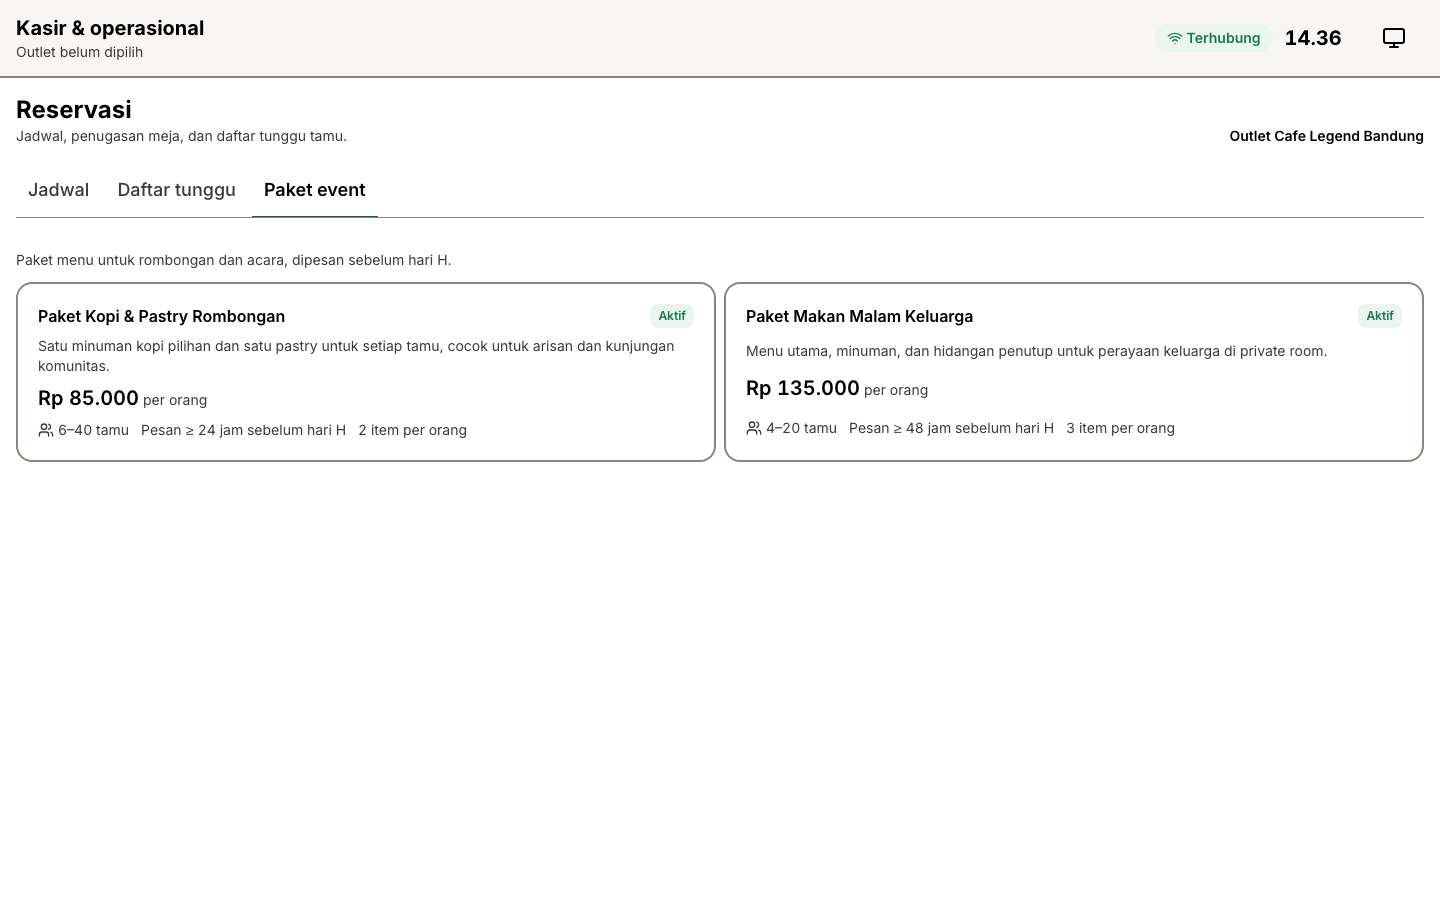 Kasir & operasional
Outlet belum dipilih
Terhubung
14.36
Reservasi
Jadwal, penugasan meja, dan daftar tunggu tamu.
Outlet Cafe Legend Bandung
Jadwal
Daftar tunggu
Paket event
Paket menu untuk rombongan dan acara, dipesan sebelum hari H.
Paket Kopi & Pastry Rombongan
Aktif
Satu minuman kopi pilihan dan satu pastry untuk setiap tamu, cocok untuk arisan dan kunjungan
komunitas.
Rp 85.000 per orang
6–40 tamu Pesan ≥ 24 jam sebelum hari H 2 item per orang
Paket Makan Malam Keluarga
Aktif
Menu utama, minuman, dan hidangan penutup untuk perayaan keluarga di private room.
Rp 135.000 per orang
4–20 tamu Pesan ≥ 48 jam sebelum hari H 3 item per orang